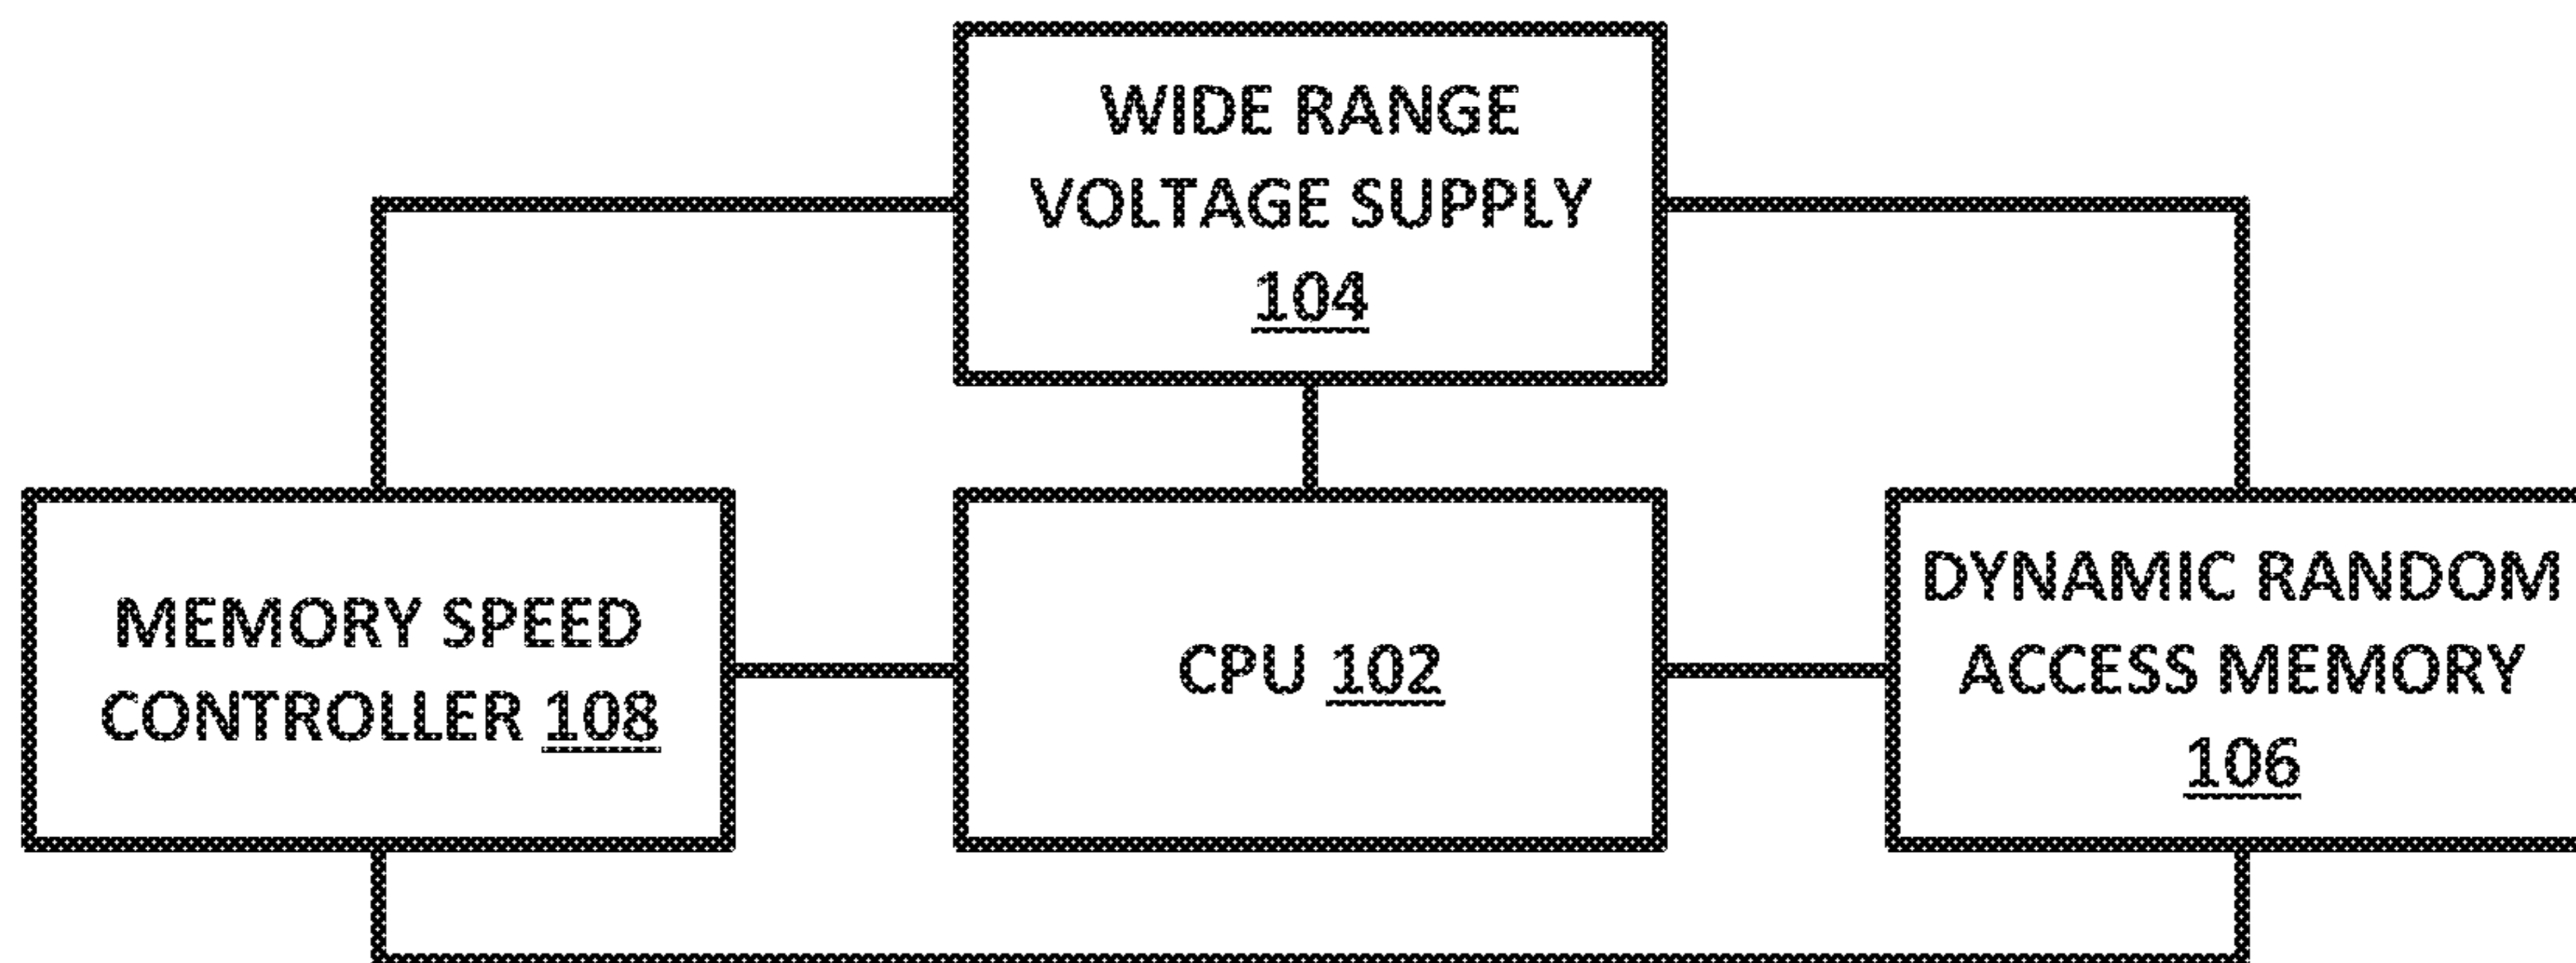 WIDE RANGE
VOLTAGE SUPPLY
104
MEMORY SPEED
CONTROLLER 108
CPU 102
DYNAMIC RANDOM
ACCESS MEMORY
106